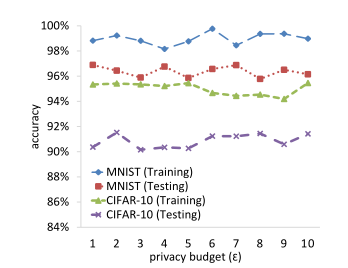 100%
98%
96%
94%
92%
90%
88%
86%
84%
accuracy
MNIST (Training)
MNIST (Testing)
CIFAR-10 (Training)
CIFAR-10 (Testing)
1 2 3 4 5 6 7 8 9 10
privacy budget (ε)